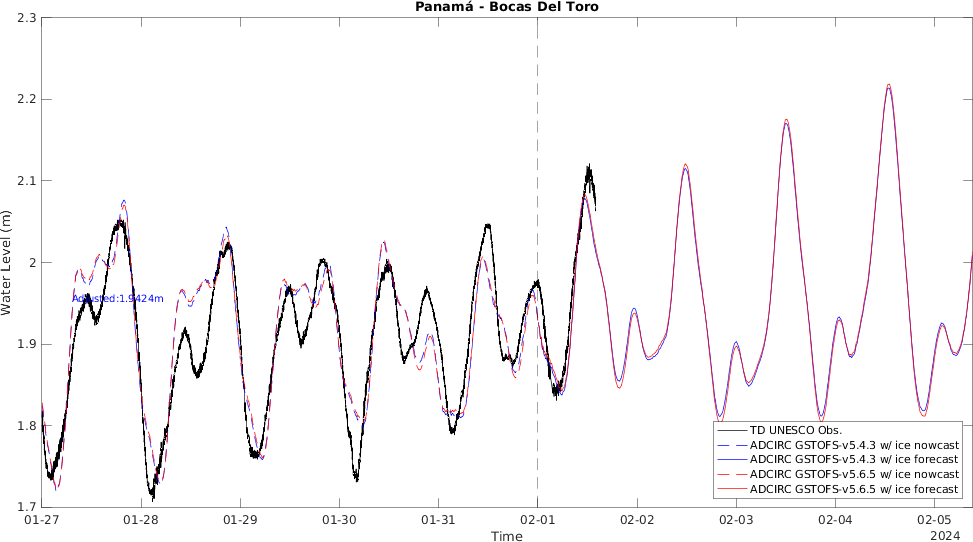 Panamá - Bocas Del Toro
2.3
2.2
2.1
2
1.9
1.8
1.7
Water Level (m)
Adjusted:1.9424m
TD UNESCO Obs.
ADCIRC GSTOFS-v5.4.3 w/ ice nowcast
ADCIRC GSTOFS-v5.4.3 w/ ice forecast
ADCIRC GSTOFS-v5.6.5 w/ ice nowcast
ADCIRC GSTOFS-v5.6.5 w/ ice forecast
01-27 01-28 01-29 01-30 01-31 02-01 02-02 02-03 02-04 02-05
Time
2024